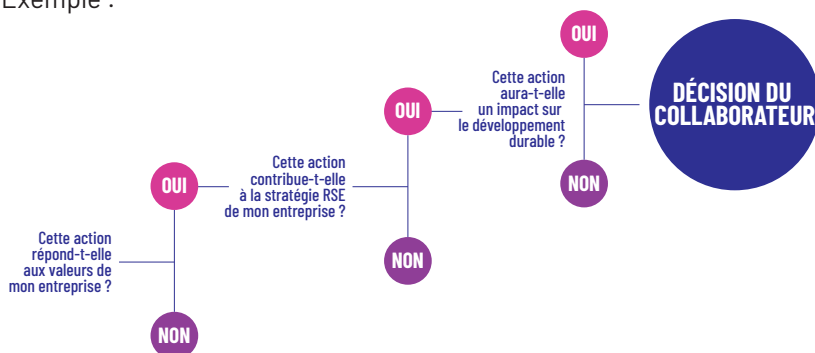 Exemple :
Cette action
répond-t-elle
aux valeurs de
mon entreprise ?
OUI
NON
Cette action
contribue-t-elle
à la stratégie RSE
de mon entreprise ?
OUI
NON
Cette action
aura-t-elle
un impact sur
le développement
durable ?
OUI
NON
DÉCISION DU
COLLABORATEUR